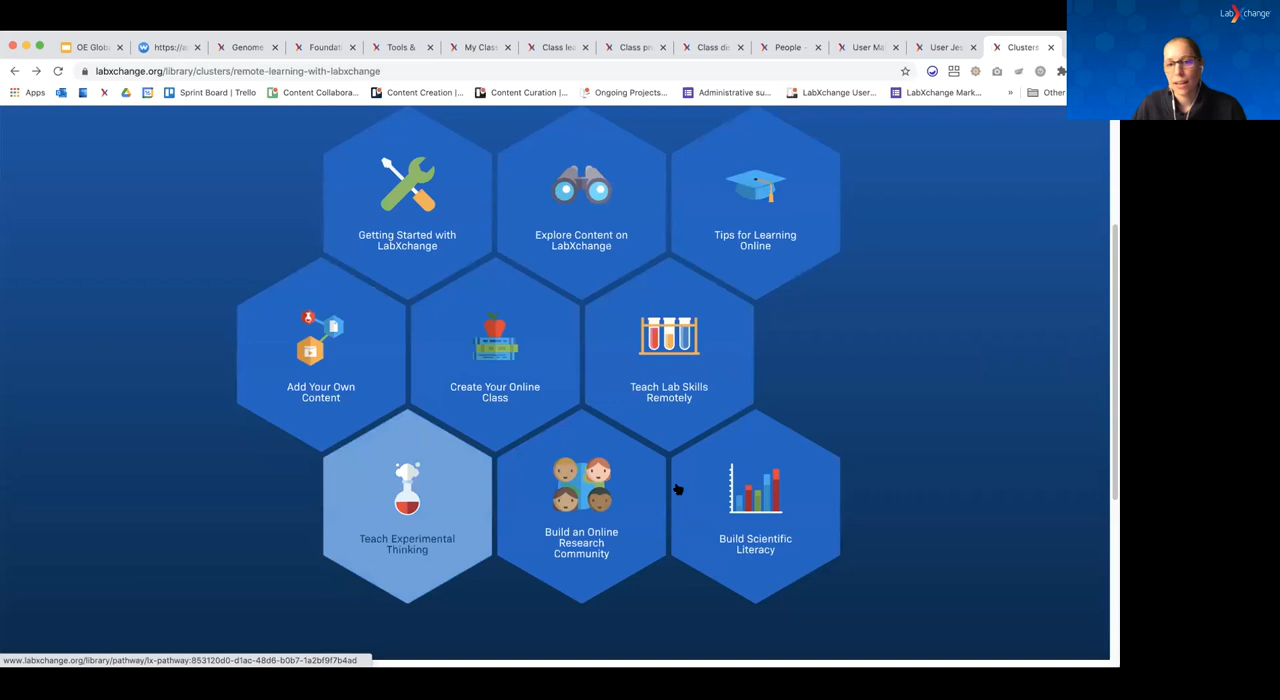 LabXchange
OE Globa
https://a
Genome
Foundat
Tools &
My Clas
Class lea
Class pr
Class di
People -
User Ma
User Jes
Clusters
labxchange.org/library/clusters/remote-learning-with-labxchange
Apps
Sprint Board | Trello
Content Collabora...
Content Creation |...
Content Curation |...
Ongoing Projects...
Administrative su...
LabXchange User...
LabXchange Mark...
»
Other
Getting Started with
LabXchange
Explore Content on
LabXchange
Tips for Learning
Online
Add Your Own
Content
Create Your Online
Class
Teach Lab Skills
Remotely
Teach Experimental
Thinking
Build an Online
Research
Community
Build Scientific
Literacy
www.labxchange.org/library/pathway/lx-pathway:853120d0-d1ac-48d6-b0b7-1a2bf9f7b4ad